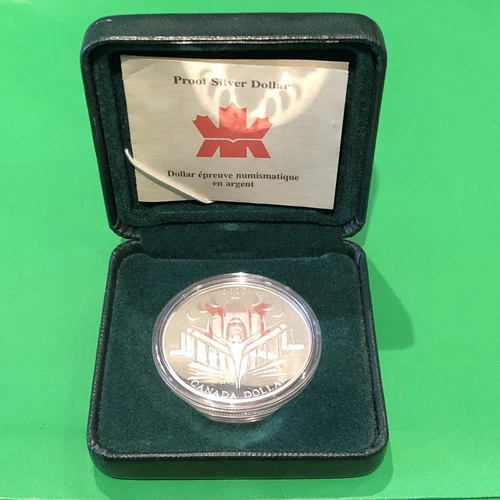 Proof Silver Dollar
Dollar épreuve numismatique
en argent
CANADA DOLLAR